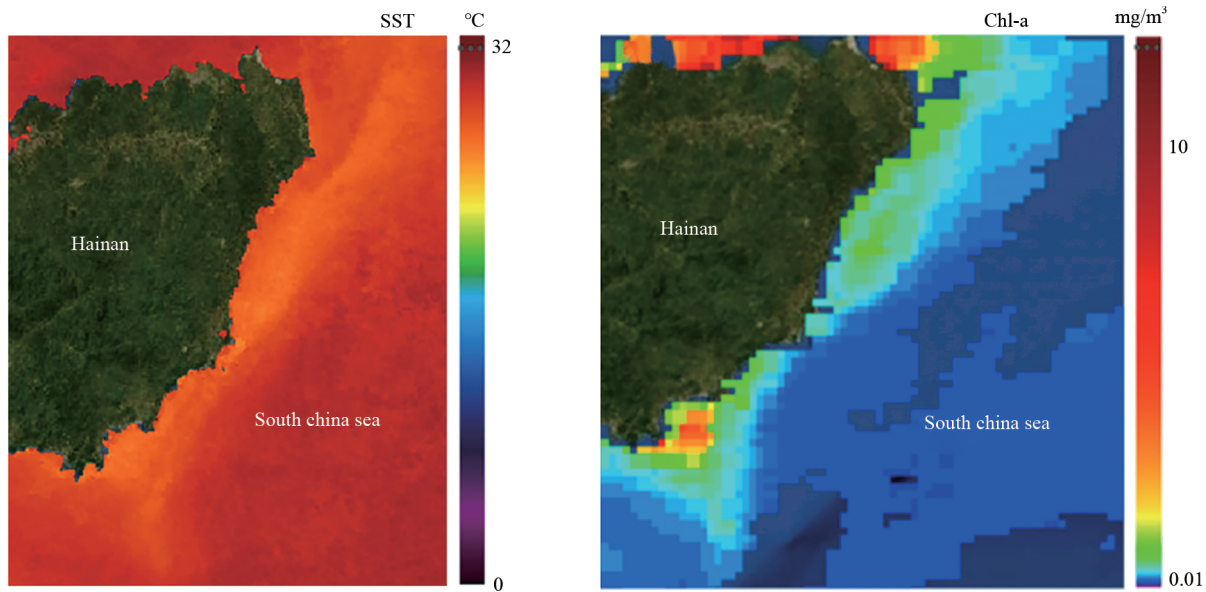 SST
℃
32
0
Hainan
South china sea
Chl-a
mg/m³
10
0.01
Hainan
South china sea